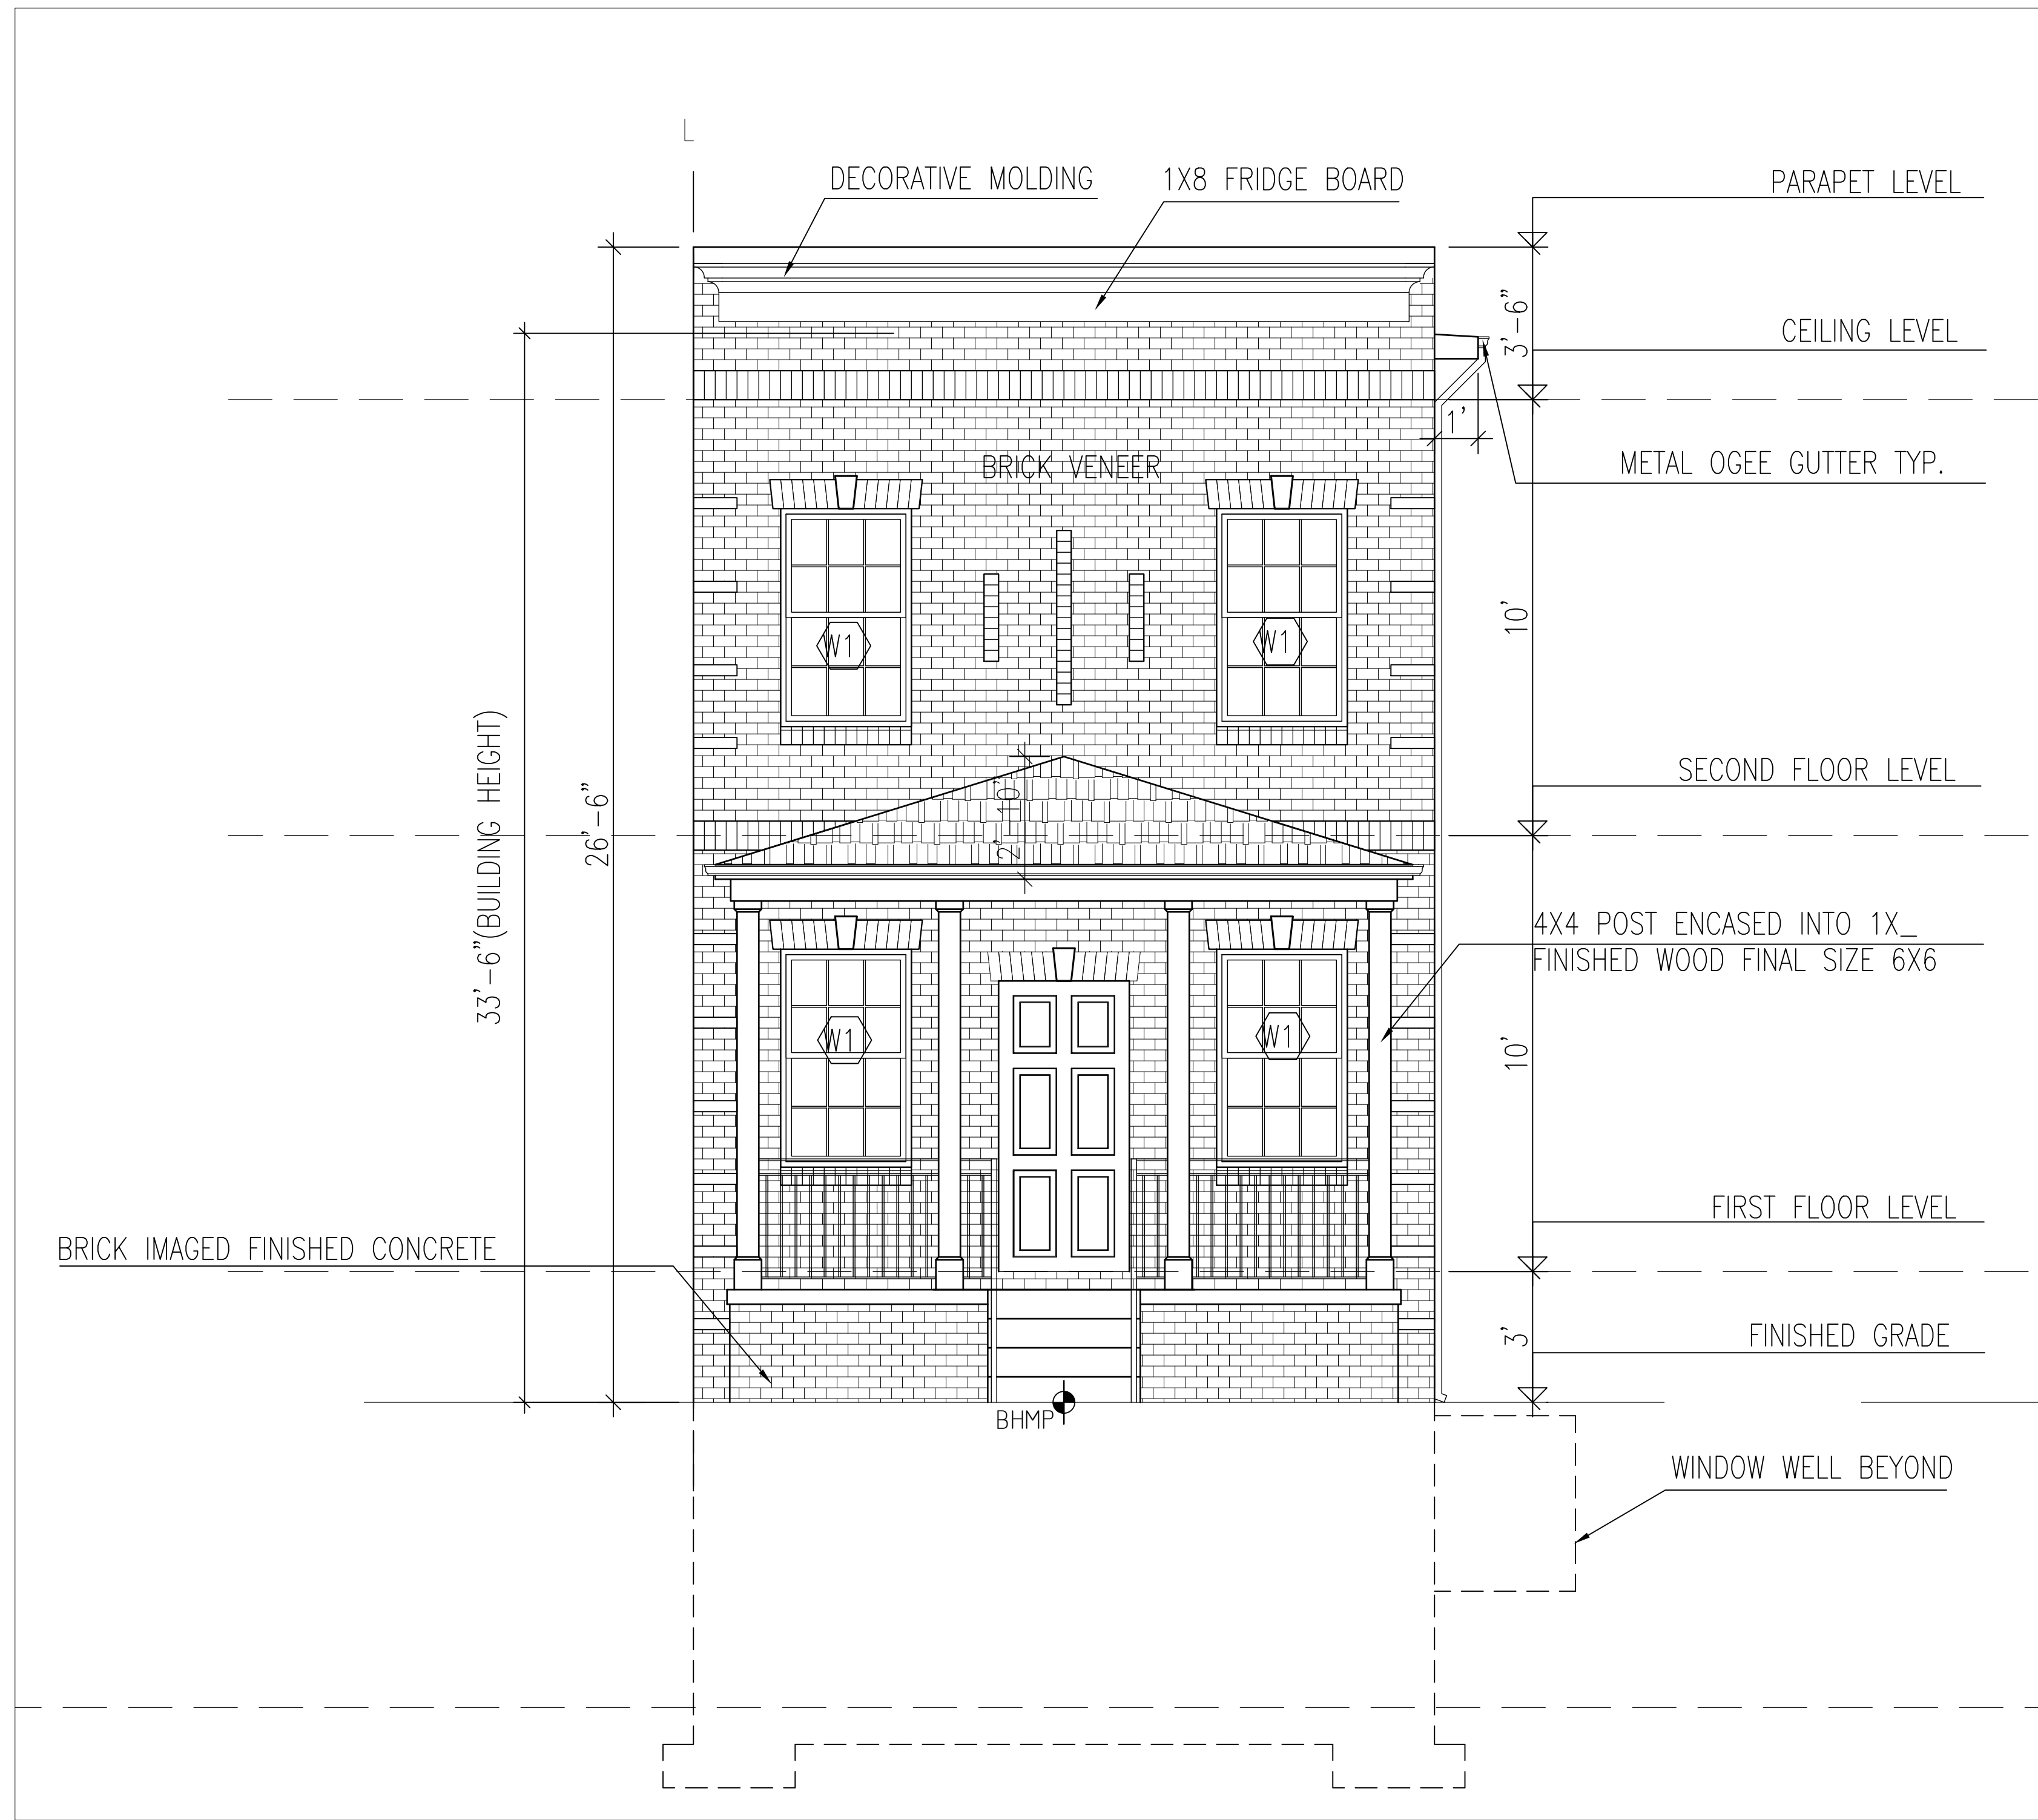 DECORATIVE MOLDING
1X8 FRIDGE BOARD
PARAPET LEVEL
3'-6"
CEILING LEVEL
1'
BRICK VENEER
METAL OGEE GUTTER TYP.
10'
W1
W1
SECOND FLOOR LEVEL
33'-6"(BUILDING HEIGHT)
26'-6"
2'-10"
4X4 POST ENCASED INTO 1X_
FINISHED WOOD FINAL SIZE 6X6
W1
W1
10'
FIRST FLOOR LEVEL
BRICK IMAGED FINISHED CONCRETE
3'
FINISHED GRADE
BHMP
WINDOW WELL BEYOND